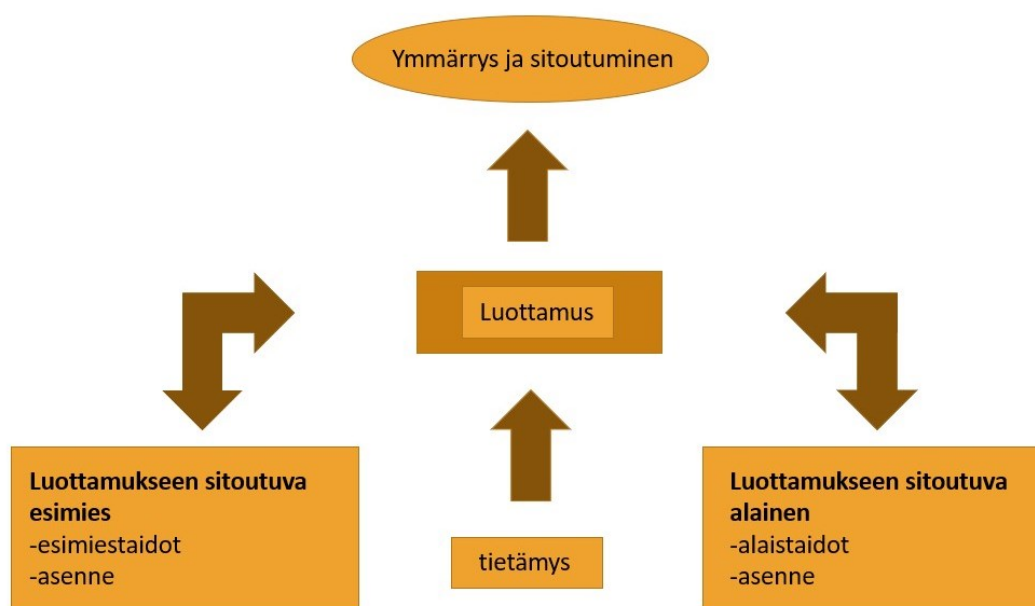 Ymmärrys ja sitoutuminen
Luottamus
Luottamukseen sitoutuva
esimies
-esimiestaidot
-asenne
tietämys
Luottamukseen sitoutuva
alainen
-alaistaidot
-asenne